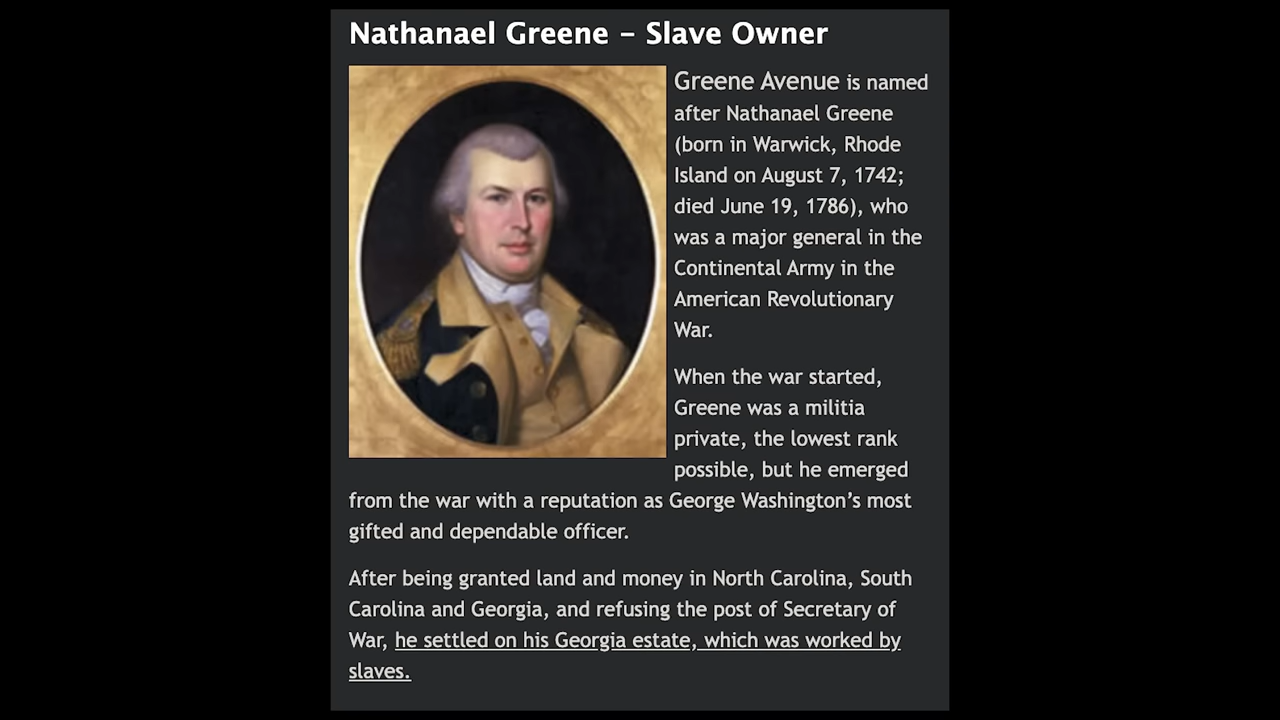 Nathanael Greene – Slave Owner
Greene Avenue is named
after Nathanael Greene
(born in Warwick, Rhode
Island on August 7, 1742;
died June 19, 1786), who
was a major general in the
Continental Army in the
American Revolutionary
War.
When the war started,
Greene was a militia
private, the lowest rank
possible, but he emerged
from the war with a reputation as George Washington’s most
gifted and dependable officer.
After being granted land and money in North Carolina, South
Carolina and Georgia, and refusing the post of Secretary of
War, he settled on his Georgia estate, which was worked by
slaves.